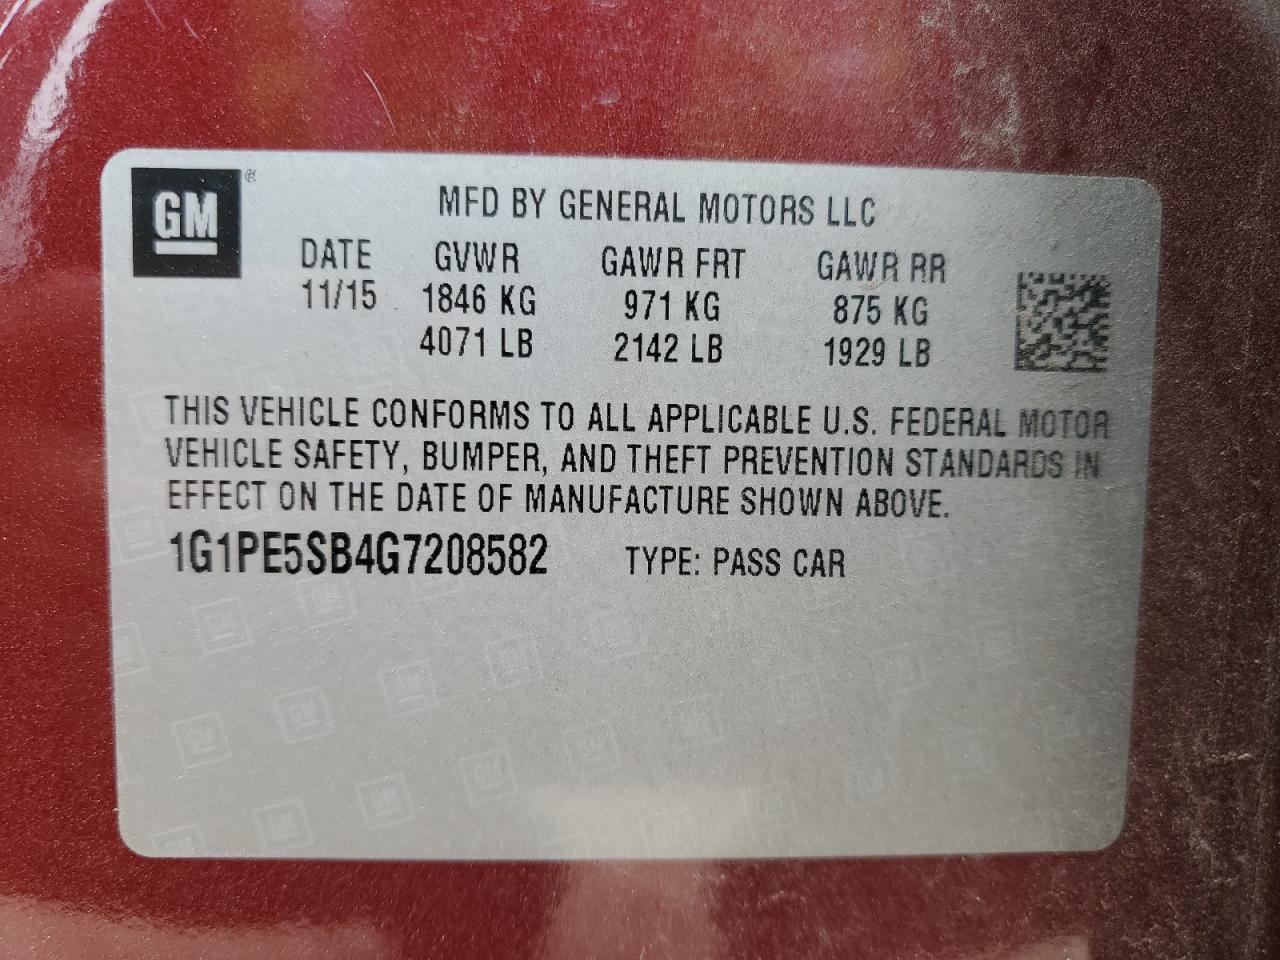 GM®
MFD BY GENERAL MOTORS LLC
DATE GVWR GAWR FRT GAWR RR
11/15 1846 KG 971 KG 875 KG
4071 LB 2142 LB 1929 LB
THIS VEHICLE CONFORMS TO ALL APPLICABLE U.S. FEDERAL MOTOR
VEHICLE SAFETY, BUMPER, AND THEFT PREVENTION STANDARDS IN
EFFECT ON THE DATE OF MANUFACTURE SHOWN ABOVE.
1G1PE5SB4G7208582 TYPE: PASS CAR